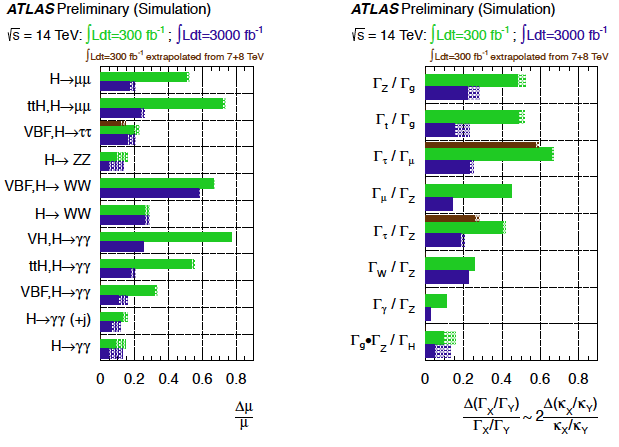 ATLAS Preliminary (Simulation)
√s = 14 TeV: ∫Ldt=300 fb⁻¹ ; ∫Ldt=3000 fb⁻¹
∫Ldt=300 fb⁻¹ extrapolated from 7+8 TeV
H→μμ
ttH,H→μμ
VBF,H→ττ
H→ ZZ
VBF,H→ WW
H→ WW
VH,H→γγ
ttH,H→γγ
VBF,H→γγ
H→γγ (+j)
H→γγ
0 0.2 0.4 0.6 0.8
Δμ
μ
ATLAS Preliminary (Simulation)
√s = 14 TeV: ∫Ldt=300 fb⁻¹ ; ∫Ldt=3000 fb⁻¹
∫Ldt=300 fb⁻¹ extrapolated from 7+8 TeV
Γ_Z / Γ_g
Γ_t / Γ_g
Γ_τ / Γ_μ
Γ_μ / Γ_Z
Γ_τ / Γ_Z
Γ_W / Γ_Z
Γ_γ / Γ_Z
Γ_g•Γ_Z / Γ_H
0 0.2 0.4 0.6 0.8
Δ(Γ_X/Γ_Y) ~ 2 Δ(κ_X/κ_Y)
Γ_X/Γ_Y κ_X/κ_Y